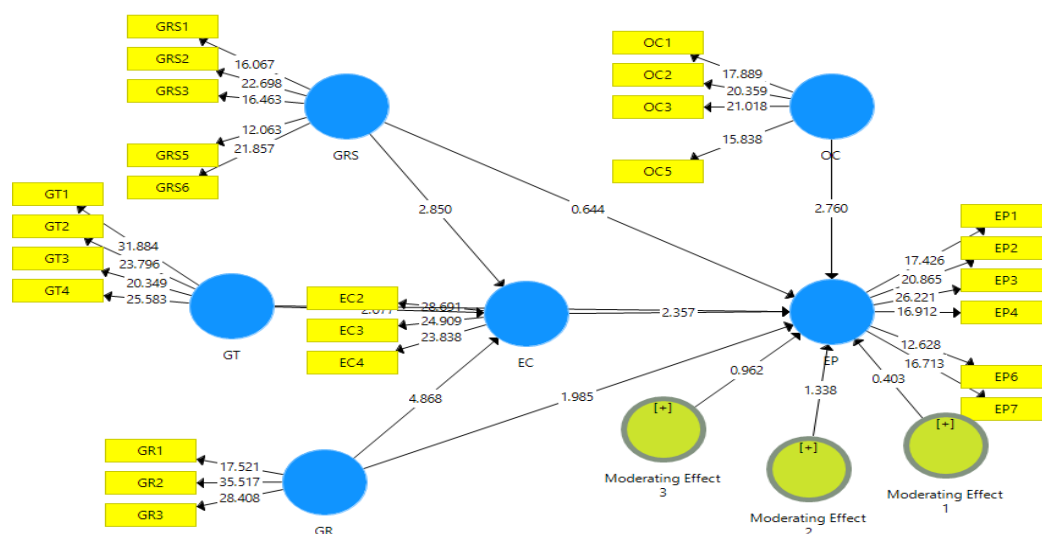 GRS1
GRS2
GRS3
GRS5
GRS6
16.067
22.698
16.463
12.063
21.857
GRS
OC1
OC2
OC3
OC5
17.889
20.359
21.018
15.838
OC
GT1
GT2
GT3
GT4
31.884
23.796
20.349
25.583
GT
2.850
0.644
2.760
EC2
EC3
EC4
28.691
24.909
23.838
EC
2.357
EP1
EP2
EP3
EP4
EP6
EP7
17.426
20.865
26.221
16.912
12.628
16.713
EP
4.868
1.985
0.962
1.338
0.403
GR1
GR2
GR3
17.521
35.517
28.408
GR
[+]
Moderating Effect
3
[+]
Moderating Effect
2
[+]
Moderating Effect
1